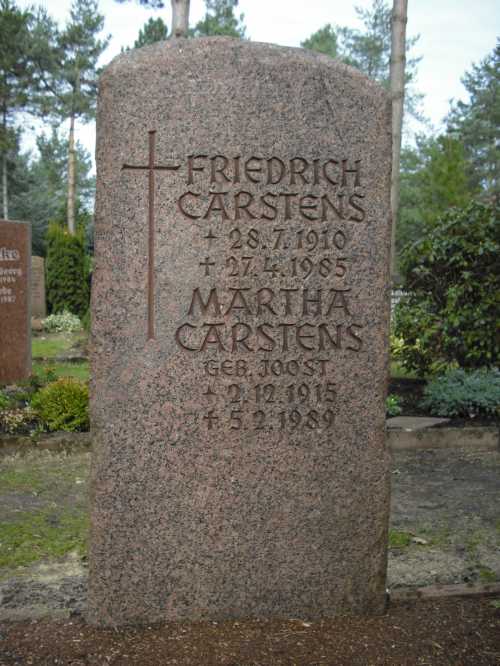 FRIEDRICH
CARSTENS
+ 28.7.1910
† 27.4.1985
MARTHA
CARSTENS
GEB. JOOST
+ 2.12.1915
† 5.2.1989